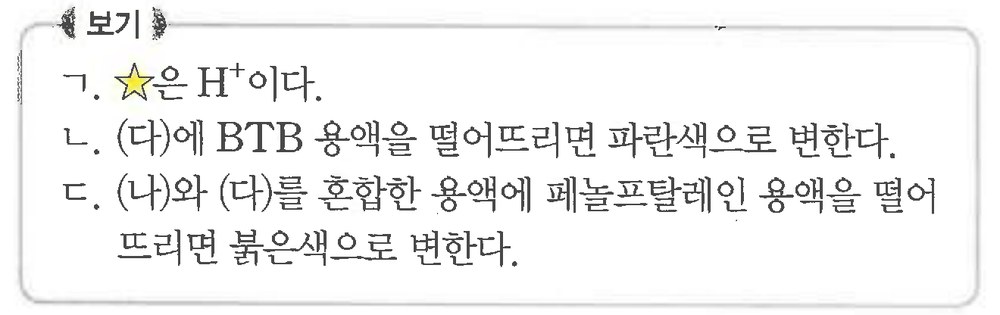 보기
ㄱ. ☆은 H⁺이다.
ㄴ. (다)에 BTB 용액을 떨어뜨리면 파란색으로 변한다.
ㄷ. (나)와 (다)를 혼합한 용액에 페놀프탈레인 용액을 떨어
뜨리면 붉은색으로 변한다.